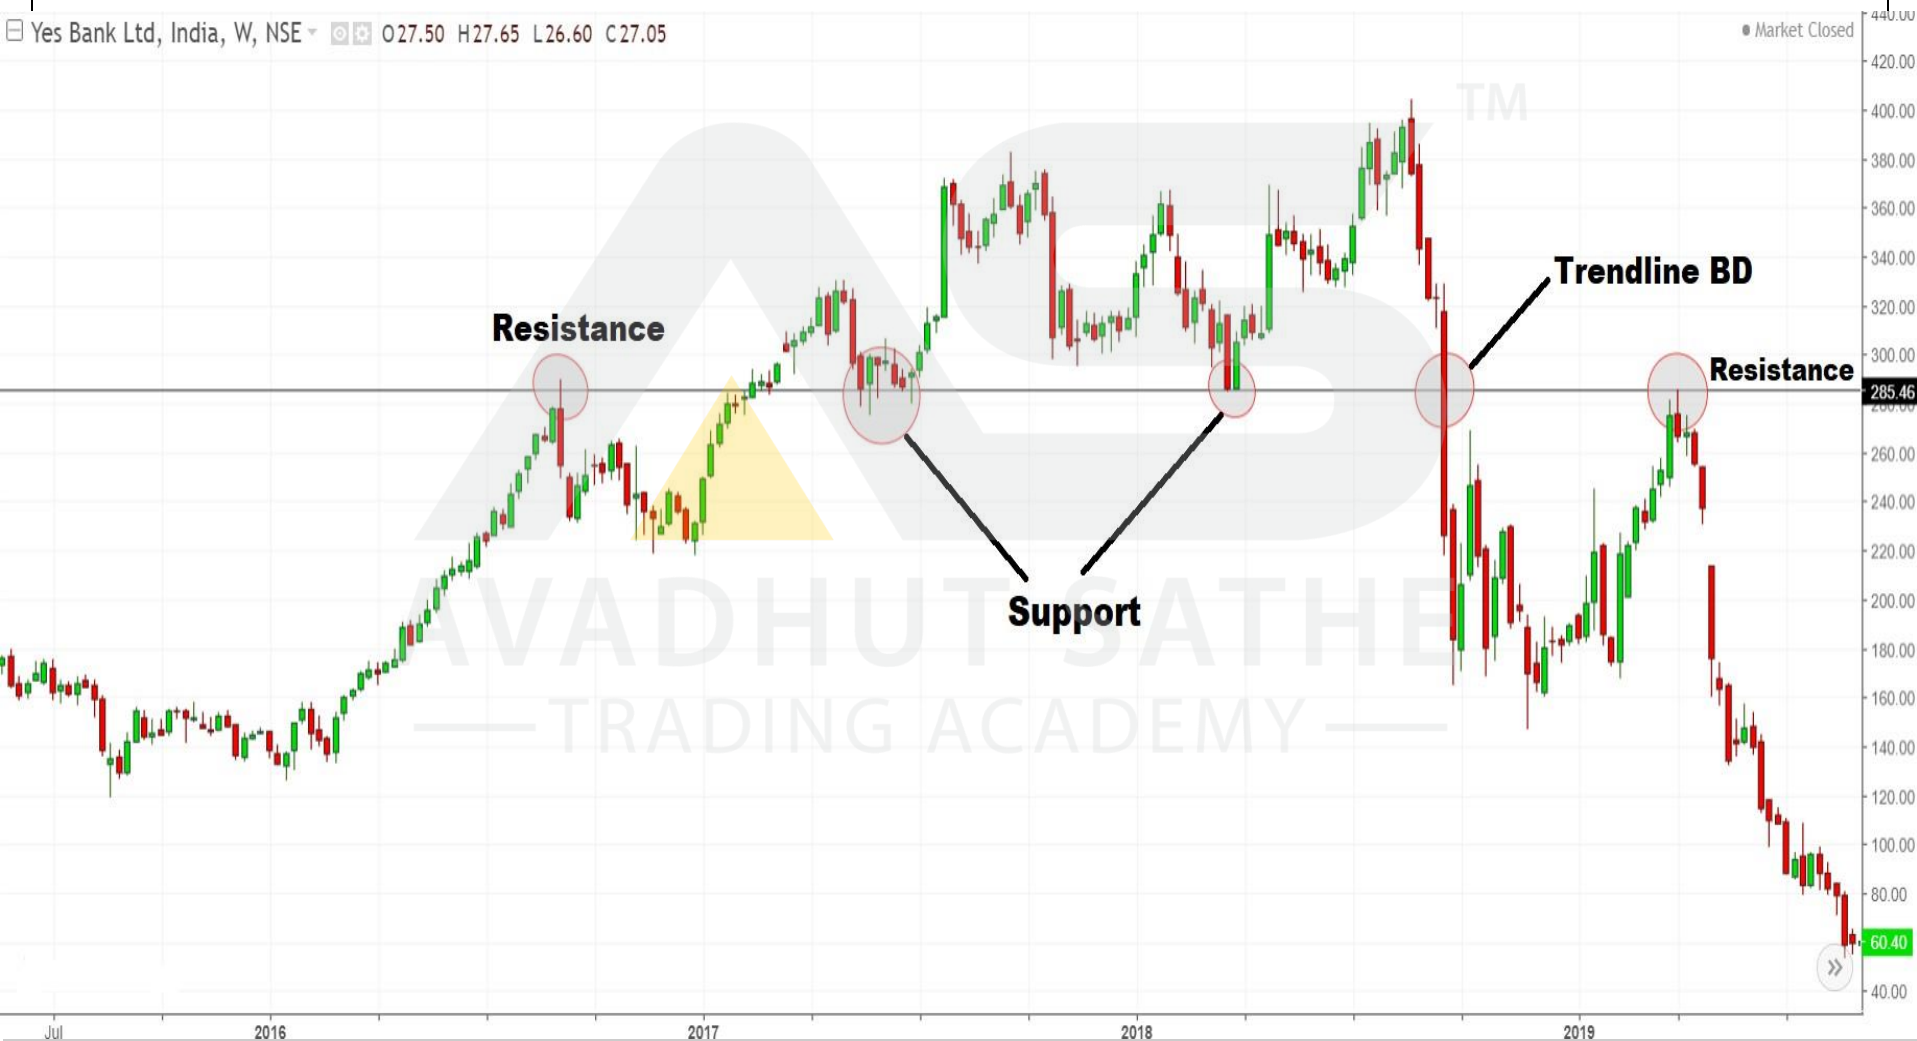 Yes Bank Ltd, India, W, NSE O27.50 H27.65 L26.60 C27.05
Market Closed
440.00
420.00
400.00
380.00
360.00
340.00
320.00
300.00
285.46
280.00
260.00
240.00
220.00
200.00
180.00
160.00
140.00
120.00
100.00
80.00
60.40
40.00
TM
Trendline BD
Resistance
Resistance
Support
AVADHUT SATHE
TRADING ACADEMY
Jul 2016 2017 2018 2019